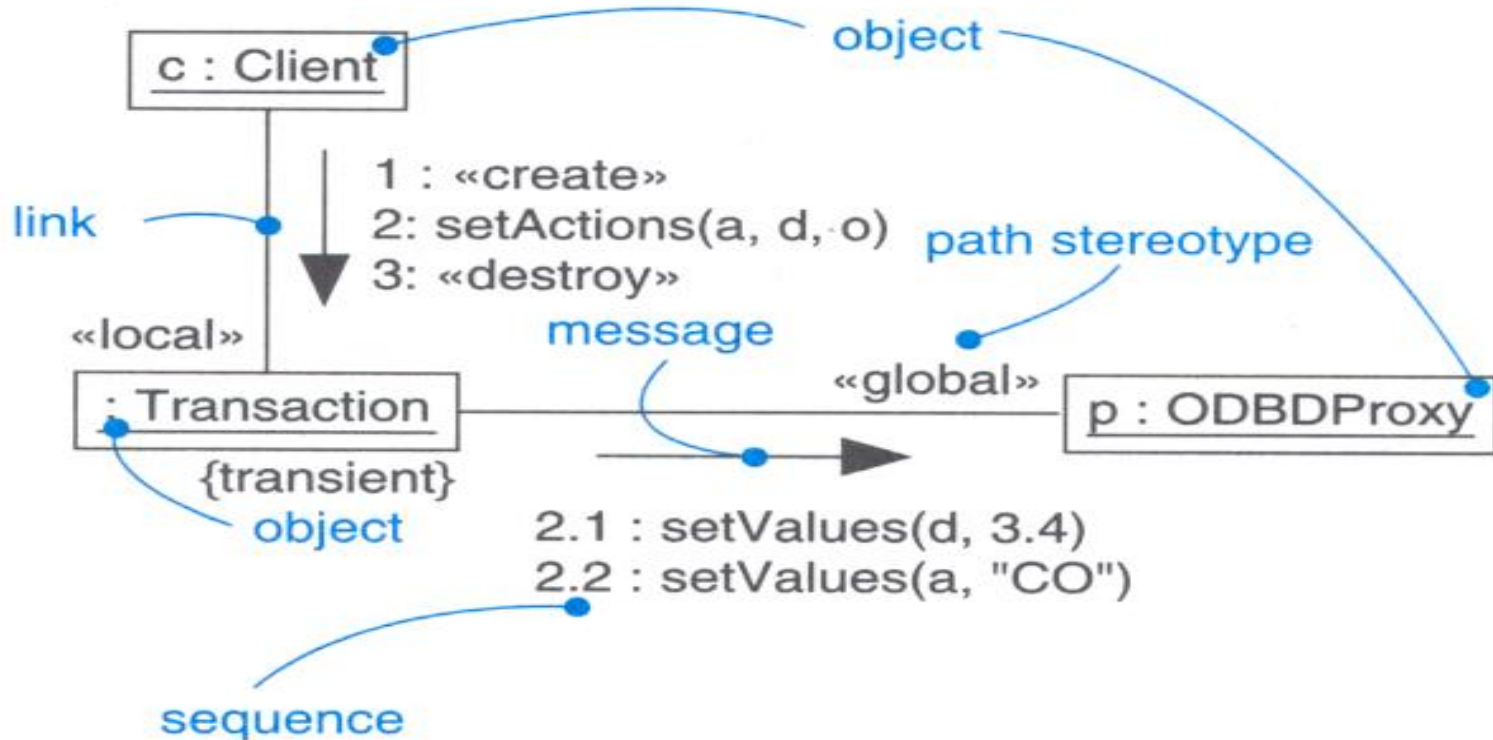 object
c : Client
1 : «create»
link
2: setActions(a, d, o)
path stereotype
3: «destroy»
«local»
message
«global»
: Transaction
p : ODBDProxy
{transient}
object
2.1 : setValues(d, 3.4)
2.2 : setValues(a, "CO")
sequence